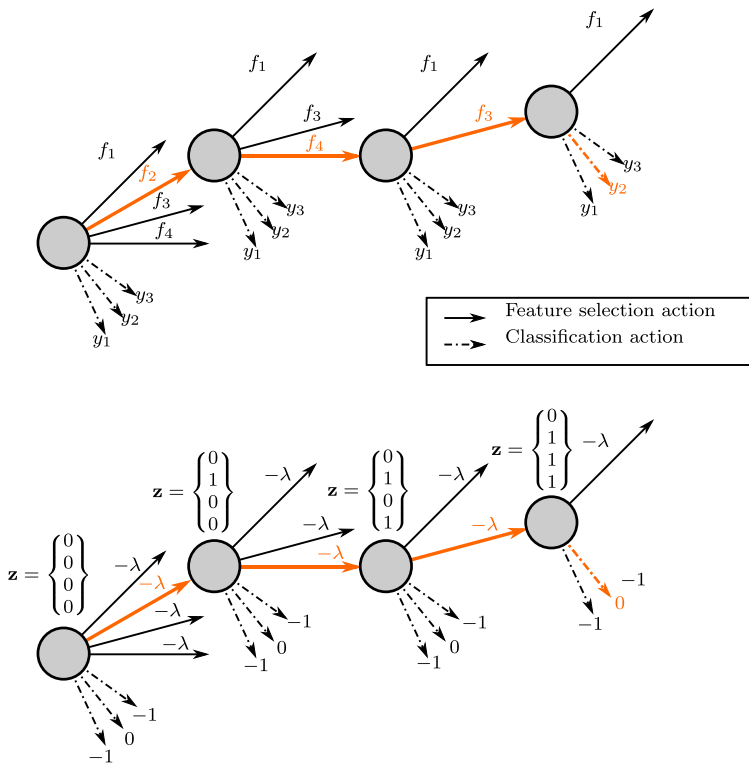 f₁
f₁
f₁
f₁
f₂
f₃
f₄
f₃
f₄
f₃
y₃
y₂
y₁
y₃
y₂
y₁
y₃
y₂
y₁
y₃
y₂
y₁
Feature selection action
Classification action
z = {0 1 1 1}
−λ
z = {0 1 0 0}
−λ
z = {0 1 0 1}
−λ
z = {0 0 0 0}
−λ
−λ
−λ
−λ
−λ
−λ
−1
0
−1
−1
0
−1
−1
0
−1
−1
0
−1